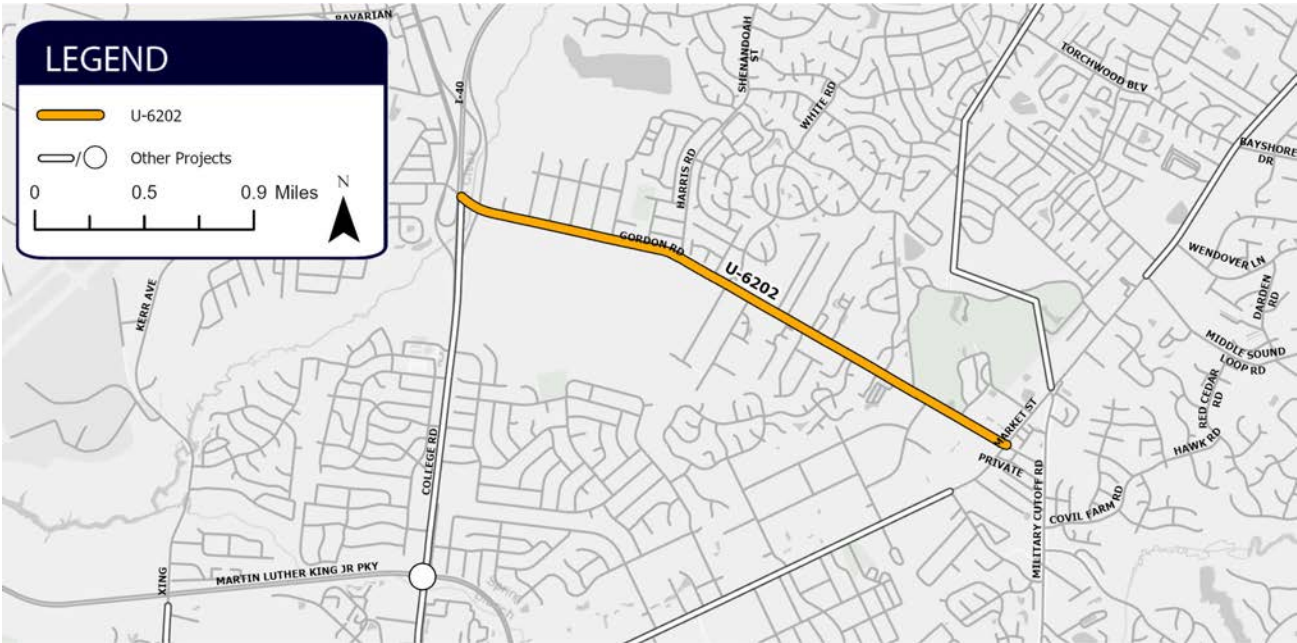 BAVARIAN
LEGEND
U-6202
Other Projects
0 0.5 0.9 Miles
N
I-40
SHENANDOAH
ST
WHITE RD
TORCHWOOD BLV
BAYSHORE
DR
HARRIS RD
GORDON RD
U-6202
WENDOVER LN
DARDEN
RD
KERR AVE
MIDDLE SOUND
LOOP RD
RED CEDAR
RD
HAWK RD
MARKET ST
PRIVATE
COLLEGE RD
MILITARY CUTOFF RD
COVIL FARM RD
XING
MARTIN LUTHER KING JR PKY
Spring
Branch